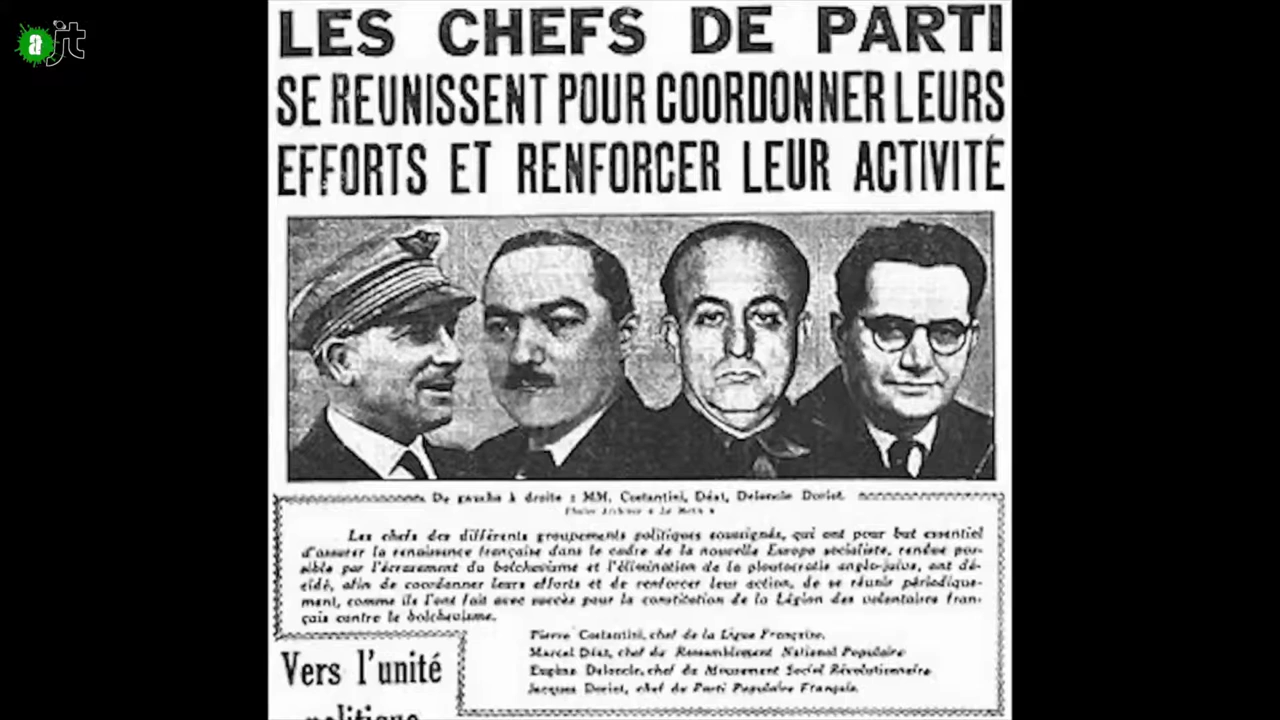 ajt
LES CHEFS DE PARTI
SE REUNISSENT POUR COORDONNER LEURS
EFFORTS ET RENFORCER LEUR ACTIVITÉ
De gauche à droite : MM. Costantini, Déat, Deloncle Doriot.
Photos Archives « Le Matin »
Les chefs des différents groupements politiques soussignés, qui ont pour but essentiel
d'assurer la renaissance française dans le cadre de la nouvelle Europe socialiste, rendue pos-
sible par l'écrasement du bolchevisme et l'élimination de la ploutocratie anglo-juive, ont dé-
cidé, afin de coordonner leurs efforts et de renforcer leur action, de se réunir périodique-
ment, comme ils l'ont fait avec succès pour la constitution de la Légion des volontaires fran-
çais contre le bolchevisme.
Pierre Costantini, chef de la Ligue Française.
Marcel Déat, chef du Rassemblement National Populaire
Eugène Deloncle, chef du Mouvement Social Révolutionnaire
Jacques Doriot, chef du Parti Populaire Français.
Vers l'unité
politique